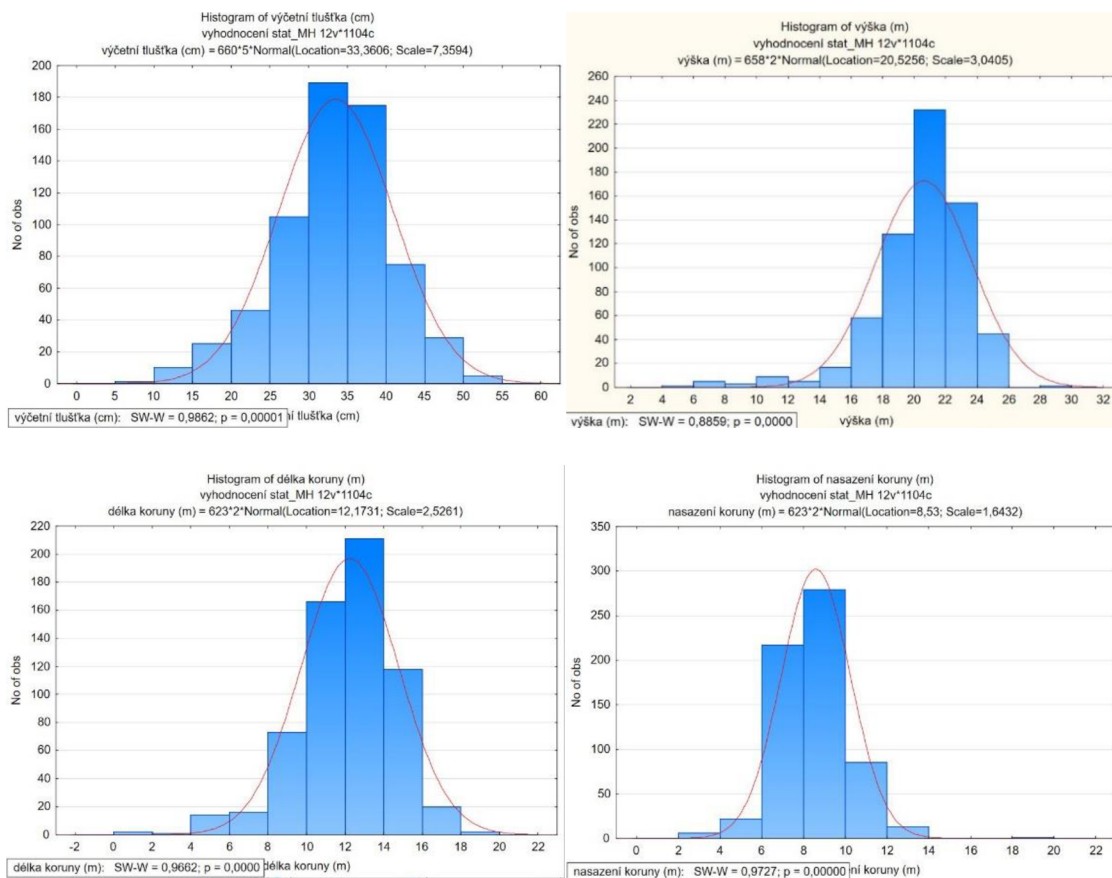 Histogram of výčetní tlušťka (cm)
vyhodnocení stat_MH 12v*1104c
výčetní tlušťka (cm) = 660*5*Normal(Location=33,3606; Scale=7,3594)
200
180
160
140
120
100
80
60
40
20
0
No of obs
0 5 10 15 20 25 30 35 40 45 50 55 60
výčetní tlušťka (cm): SW-W = 0,9862; p = 0,00001
ní tlušťka (cm)
Histogram of výška (m)
vyhodnocení stat_MH 12v*1104c
výška (m) = 658*2*Normal(Location=20,5256; Scale=3,0405)
260
240
220
200
180
160
140
120
100
80
60
40
20
0
No of obs
2 4 6 8 10 12 14 16 18 20 22 24 26 28 30 32
výška (m): SW-W = 0,8859; p = 0,0000
výška (m)
Histogram of délka koruny (m)
vyhodnocení stat_MH 12v*1104c
délka koruny (m) = 623*2*Normal(Location=12,1731; Scale=2,5261)
220
200
180
160
140
120
100
80
60
40
20
0
No of obs
-2 0 2 4 6 8 10 12 14 16 18 20 22
délka koruny (m): SW-W = 0,9662; p = 0,0000
délka koruny (m)
Histogram of nasazení koruny (m)
vyhodnocení stat_MH 12v*1104c
nasazení koruny (m) = 623*2*Normal(Location=8,53; Scale=1,6432)
350
300
250
200
150
100
50
0
No of obs
0 2 4 6 8 10 12 14 16 18 20 22
nasazení koruny (m): SW-W = 0,9727; p = 0,00000
ení koruny (m)